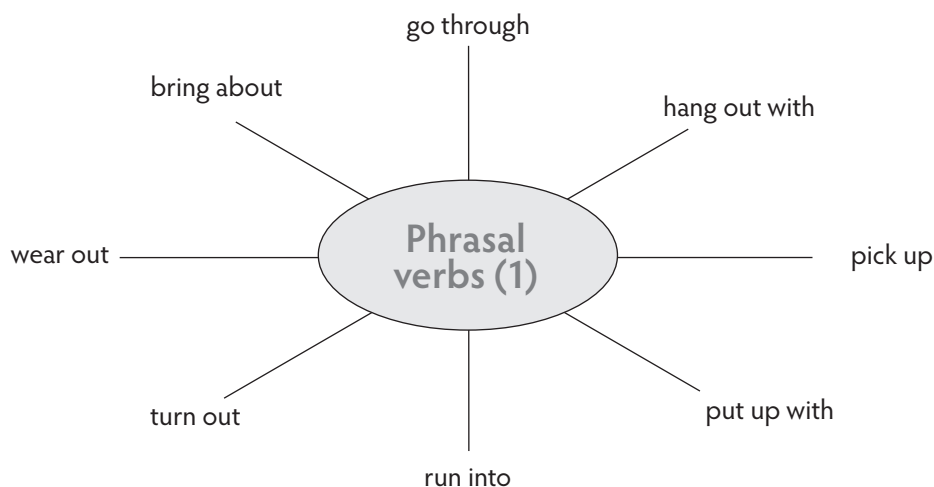 go through
bring about
hang out with
wear out
Phrasal
verbs (1)
pick up
turn out
put up with
run into